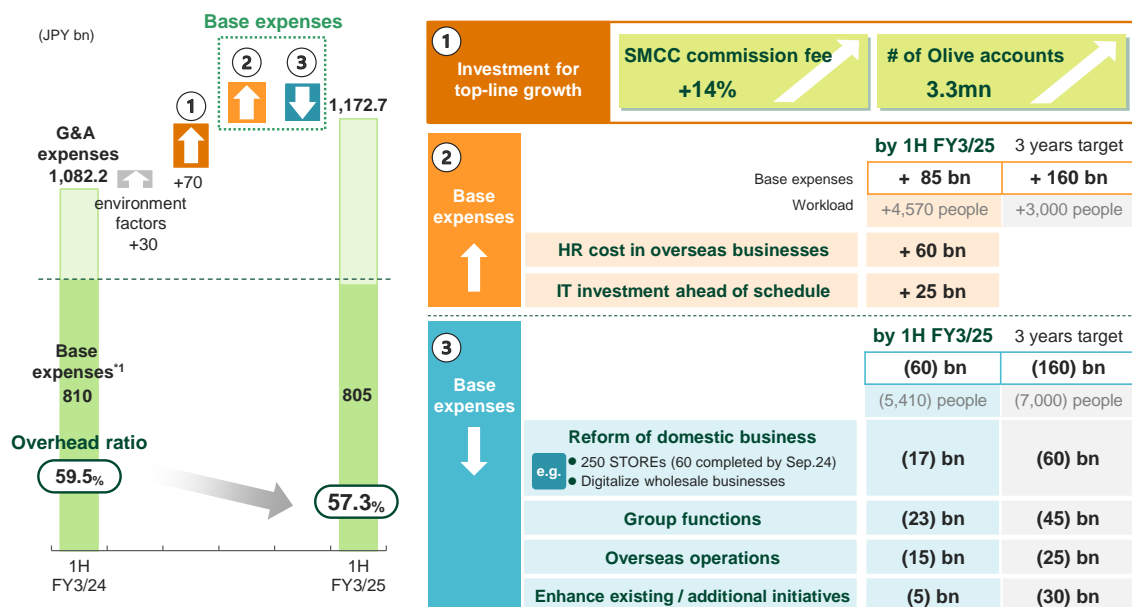 (JPY bn)
Base expenses
②
③
①
1,172.7
G&A
expenses
1,082.2
+70
environment
factors
+30
Base
expenses*1
810
805
Overhead ratio
59.5%
57.3%
1H
FY3/24
1H
FY3/25
①
Investment for
top-line growth
SMCC commission fee
+14%
# of Olive accounts
3.3mn
②
Base
expenses
by 1H FY3/25
3 years target
Base expenses
+ 85 bn
+ 160 bn
Workload
+4,570 people
+3,000 people
HR cost in overseas businesses
+ 60 bn
IT investment ahead of schedule
+ 25 bn
③
Base
expenses
by 1H FY3/25
3 years target
(60) bn
(160) bn
(5,410) people
(7,000) people
Reform of domestic business
e.g.
● 250 STOREs (60 completed by Sep.24)
● Digitalize wholesale businesses
(17) bn
(60) bn
Group functions
(23) bn
(45) bn
Overseas operations
(15) bn
(25) bn
Enhance existing / additional initiatives
(5) bn
(30) bn